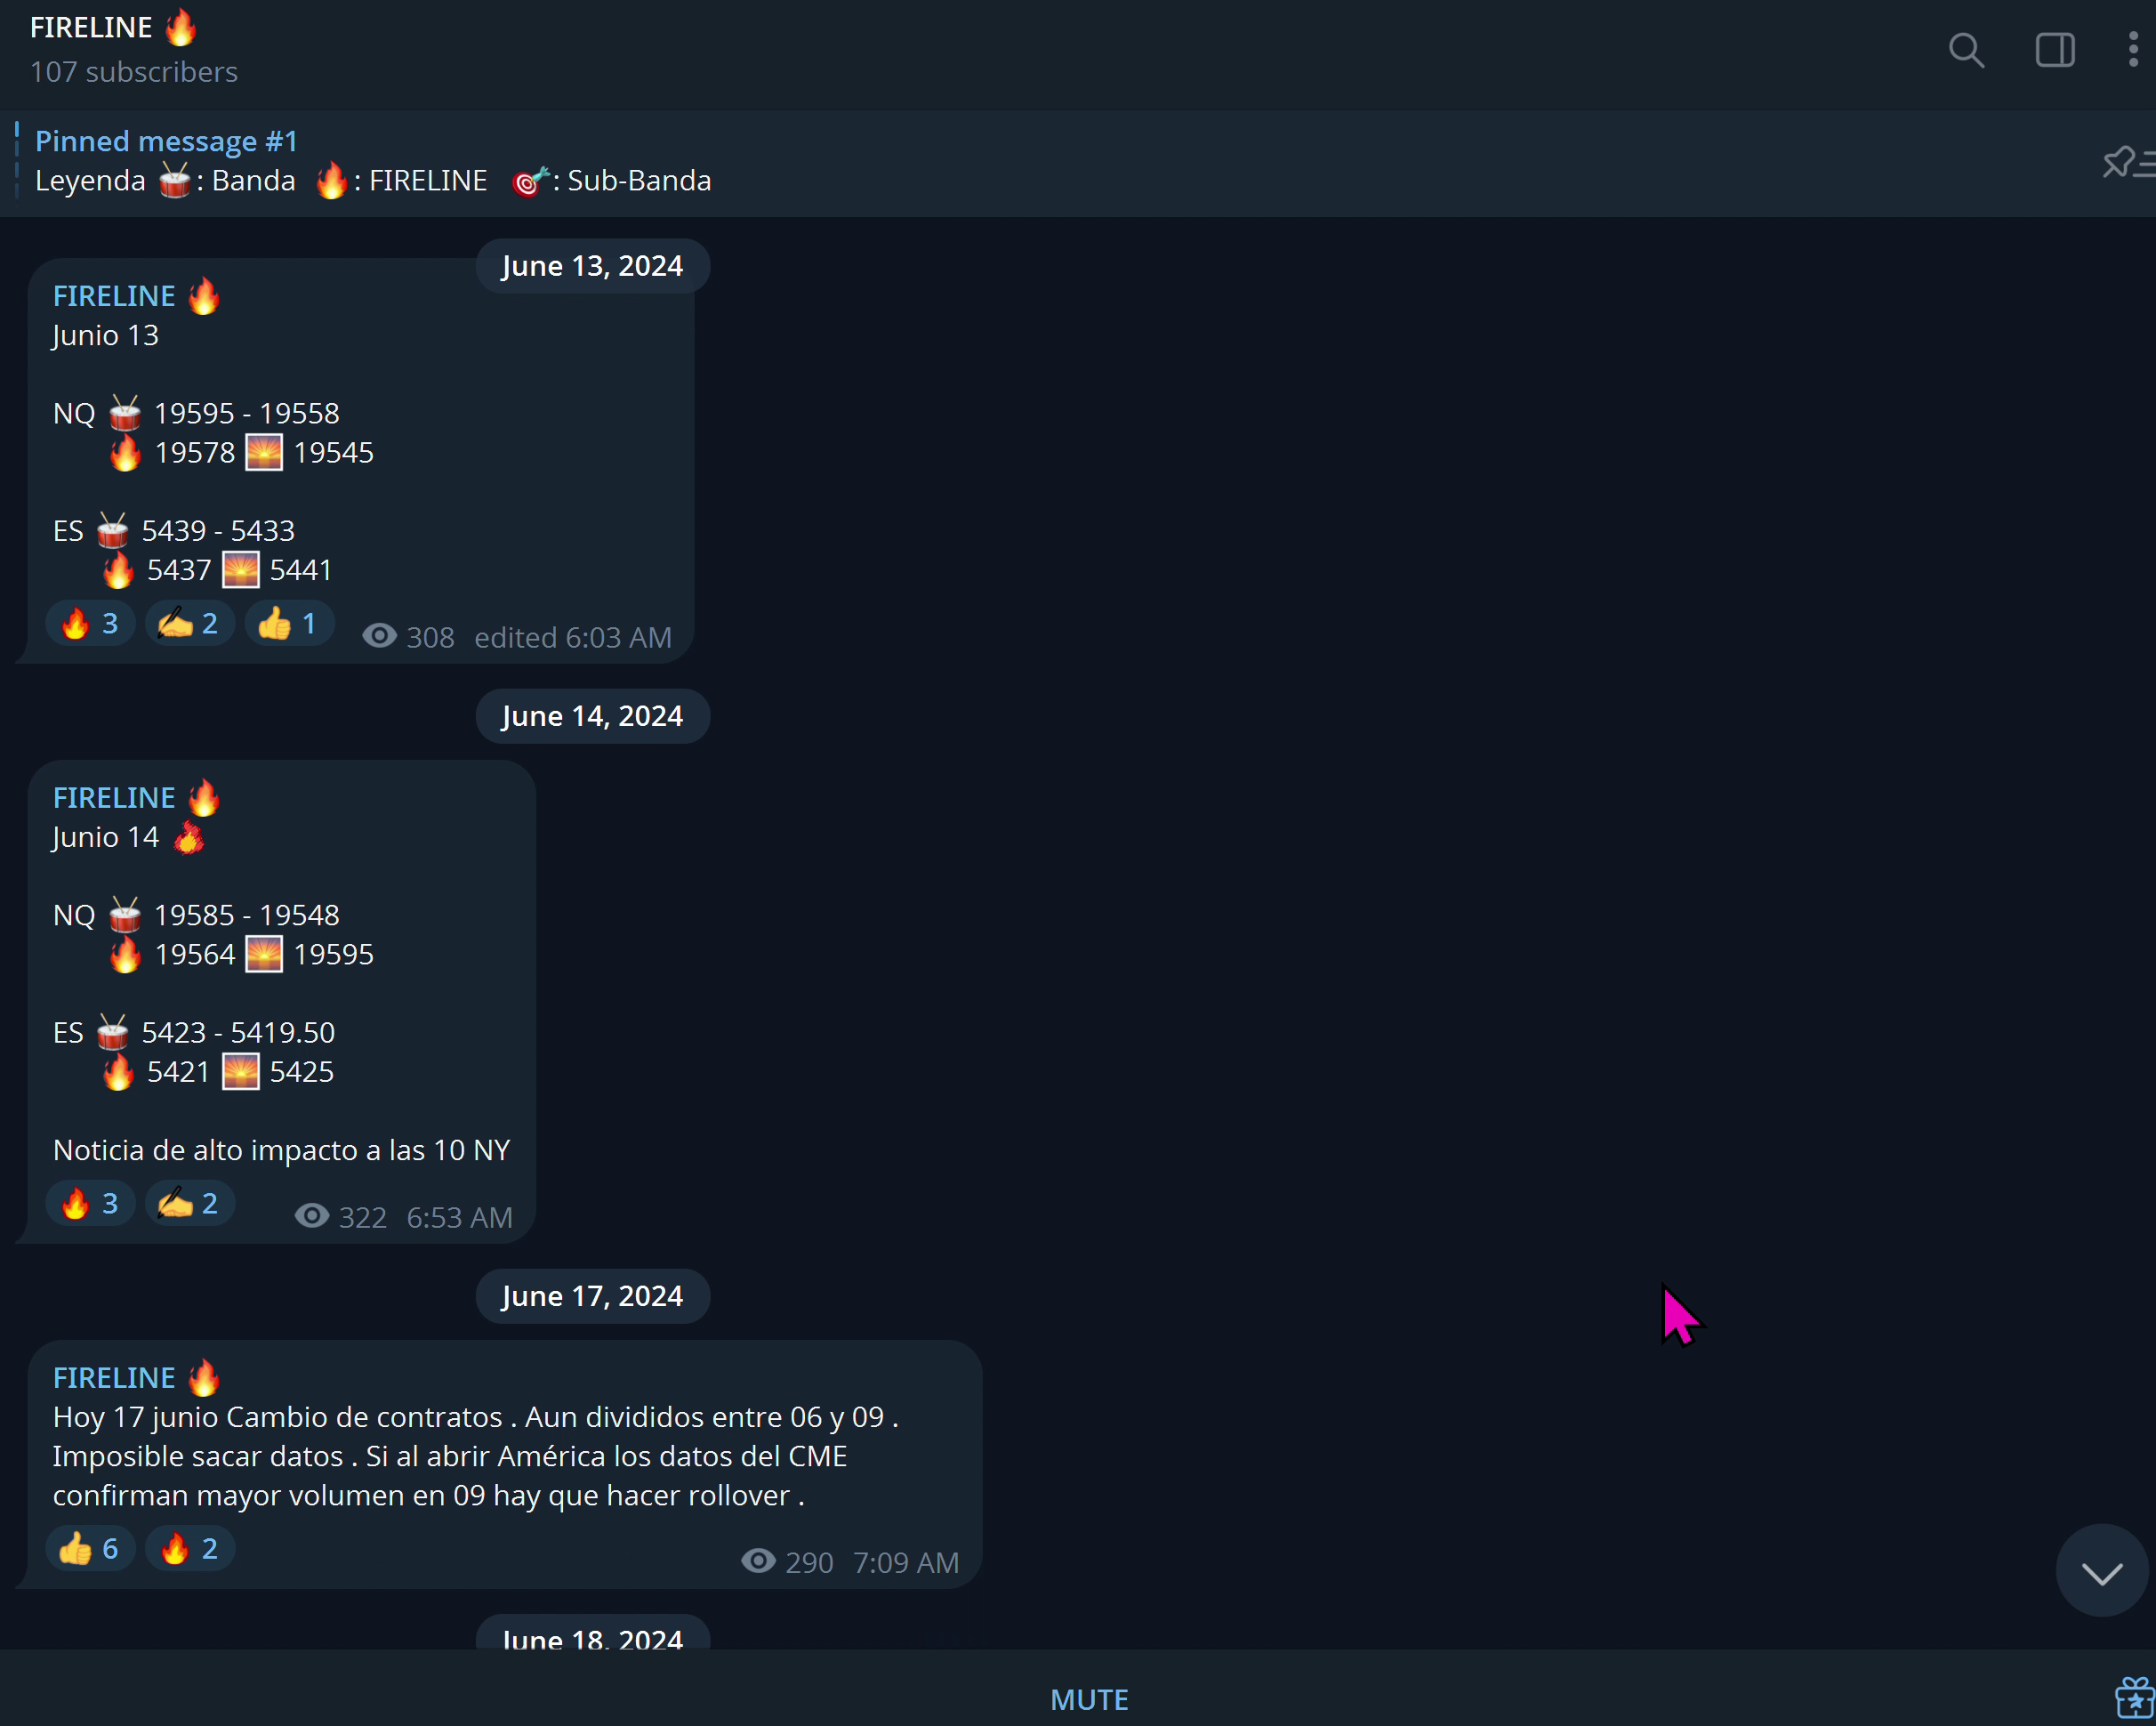 FIRELINE 🔥
107 subscribers
Pinned message #1
Leyenda 🥁: Banda 🔥: FIRELINE 🎯: Sub-Banda
June 13, 2024
FIRELINE 🔥
Junio 13
NQ 🥁 19595 - 19558
🔥 19578 🌅 19545
ES 🥁 5439 - 5433
🔥 5437 🌅 5441
🔥 3 ✍️ 2 👍 1 308 edited 6:03 AM
June 14, 2024
FIRELINE 🔥
Junio 14 🔥
NQ 🥁 19585 - 19548
🔥 19564 🌅 19595
ES 🥁 5423 - 5419.50
🔥 5421 🌅 5425
Noticia de alto impacto a las 10 NY
🔥 3 ✍️ 2 322 6:53 AM
June 17, 2024
FIRELINE 🔥
Hoy 17 junio Cambio de contratos . Aun divididos entre 06 y 09 .
Imposible sacar datos . Si al abrir América los datos del CME
confirman mayor volumen en 09 hay que hacer rollover .
👍 6 🔥 2 290 7:09 AM
June 18, 2024
MUTE